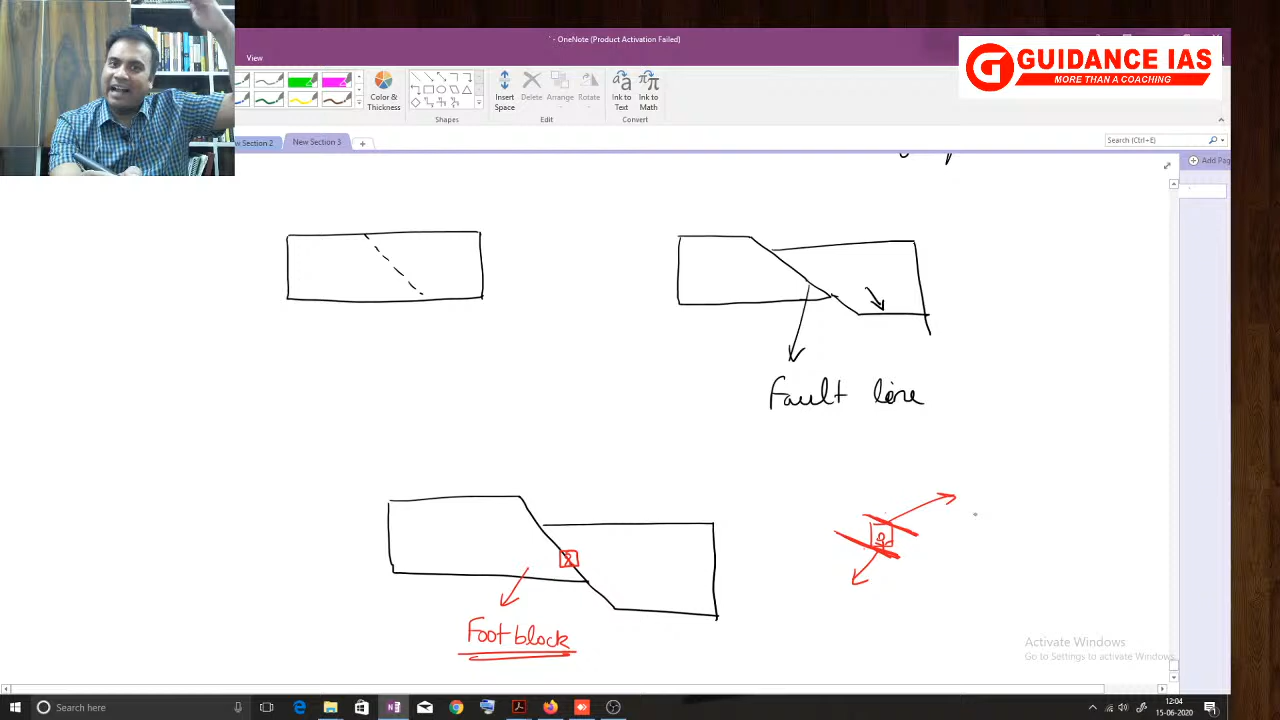 ' - OneNote (Product Activation Failed)
GUIDANCE IAS
MORE THAN A COACHING
View
Color & Thickness
Insert Space
Delete
Arrange
Rotate
Ink to Text
Ink to Math
Shapes
Edit
Convert
New Section 3
Search (Ctrl+E)
Add Pag
Fault line
Foot block
Activate Windows
Go to Settings to activate Windows.
Search here
12:04
15-06-2020